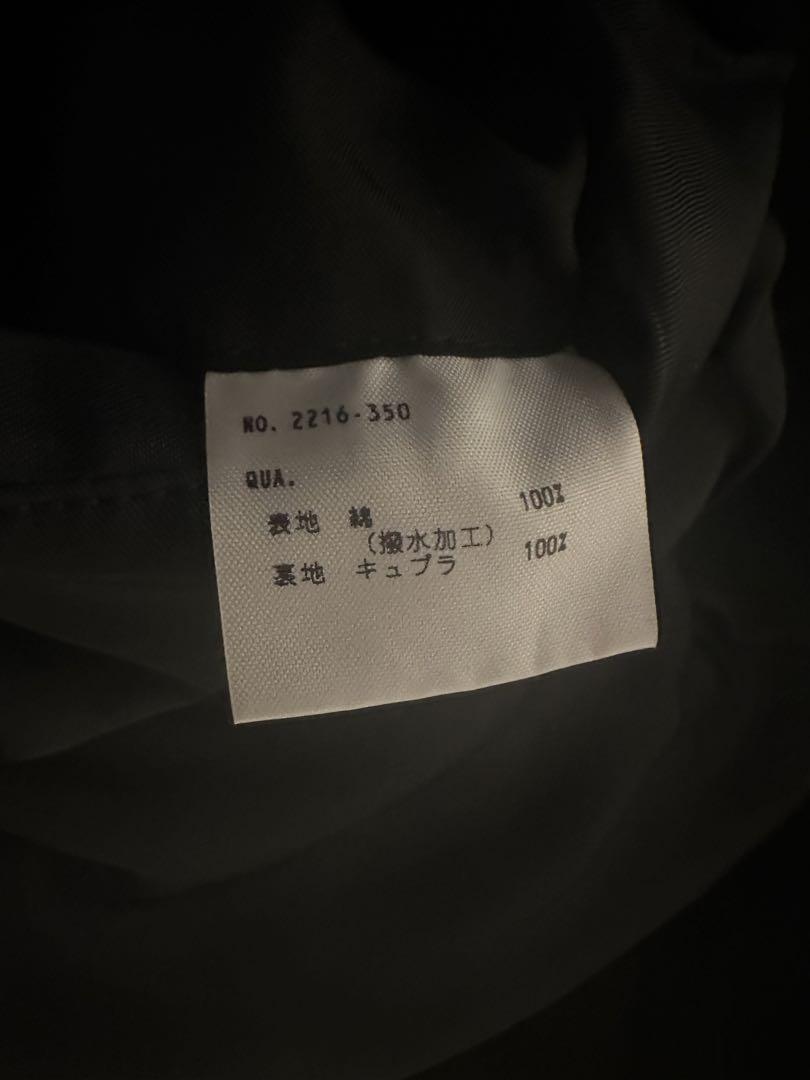 NO. 2216-350
QUA.
表地 綿 100%
(撥水加工)
裏地 キュプラ 100%